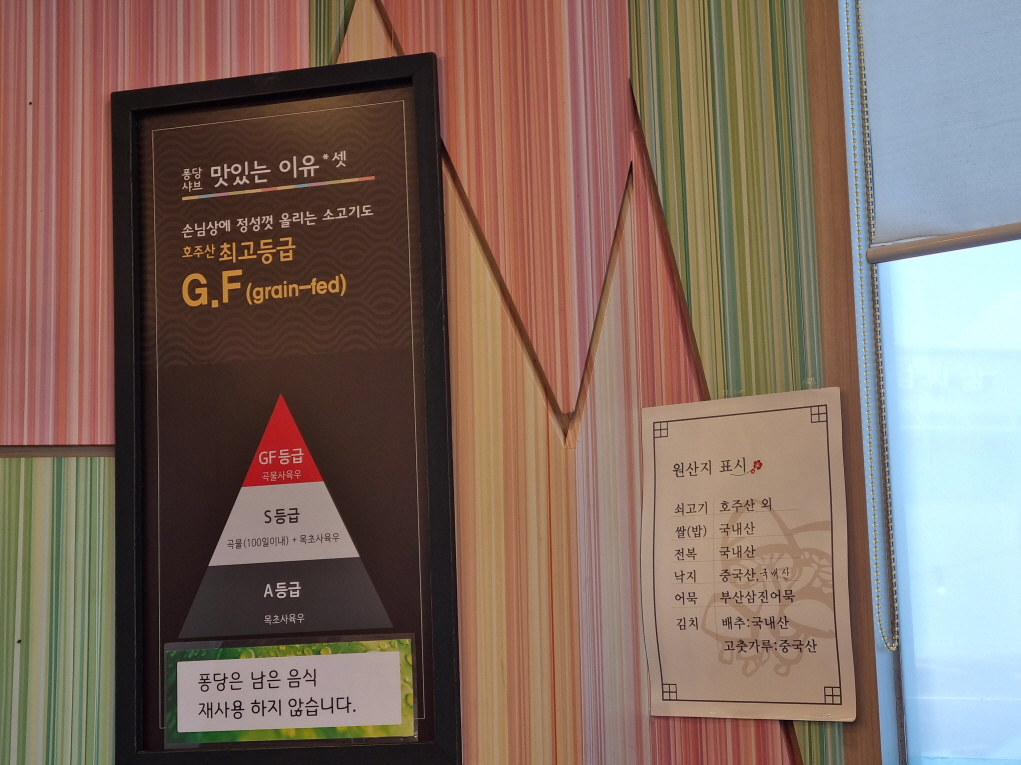 퐁당
샤브 맛있는 이유*셋
손님상에 정성껏 올리는 소고기도
호주산 최고등급
G.F (grain-fed)
GF등급
곡물사육우
S등급
곡물(100일이내) + 목초사육우
A등급
목초사육우
퐁당은 남은 음식
재사용 하지 않습니다.
원산지 표시
쇠고기 호주산 외
쌀(밥) 국내산
전복 국내산
낙지 중국산,국내산
어묵 부산삼진어묵
김치 배추:국내산
고춧가루:중국산